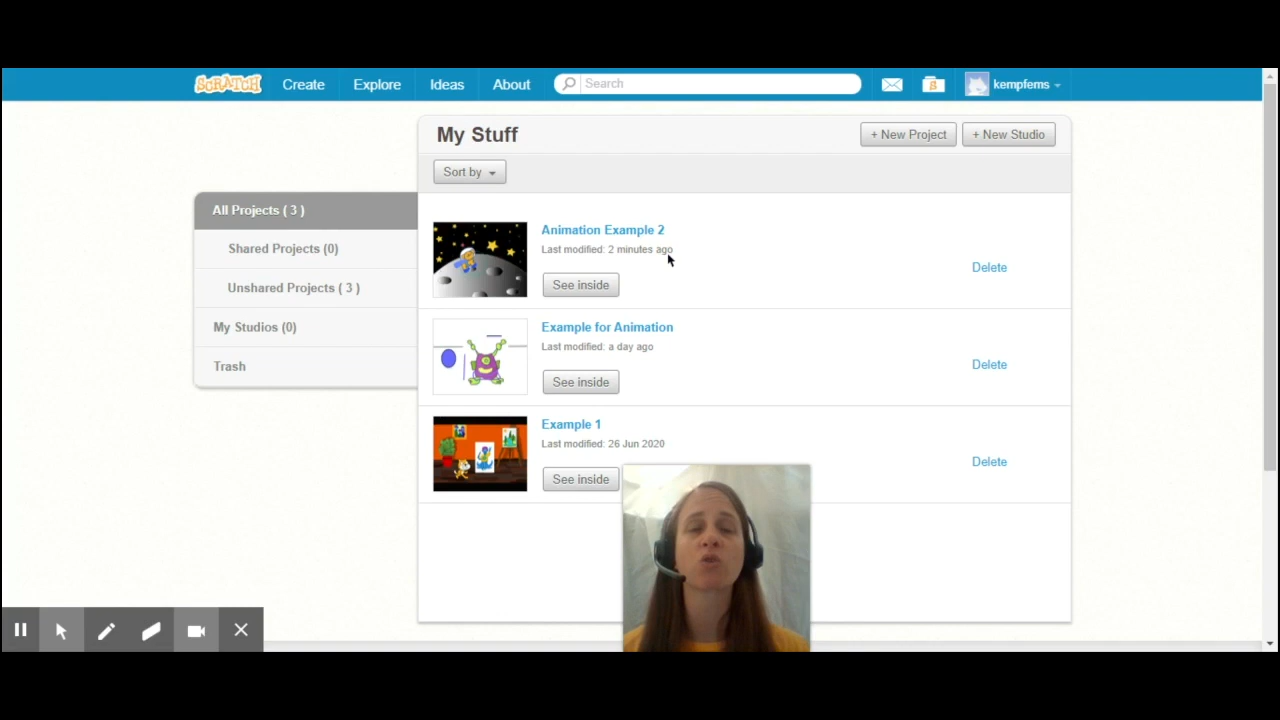 SCRATCH Create Explore Ideas About Search S kempfems
My Stuff + New Project + New Studio
Sort by
All Projects ( 3 )
Shared Projects (0)
Unshared Projects ( 3 )
My Studios (0)
Trash
Animation Example 2
Last modified: 2 minutes ago
See inside
Delete
Example for Animation
Last modified: a day ago
See inside
Delete
Example 1
Last modified: 26 Jun 2020
See inside
Delete